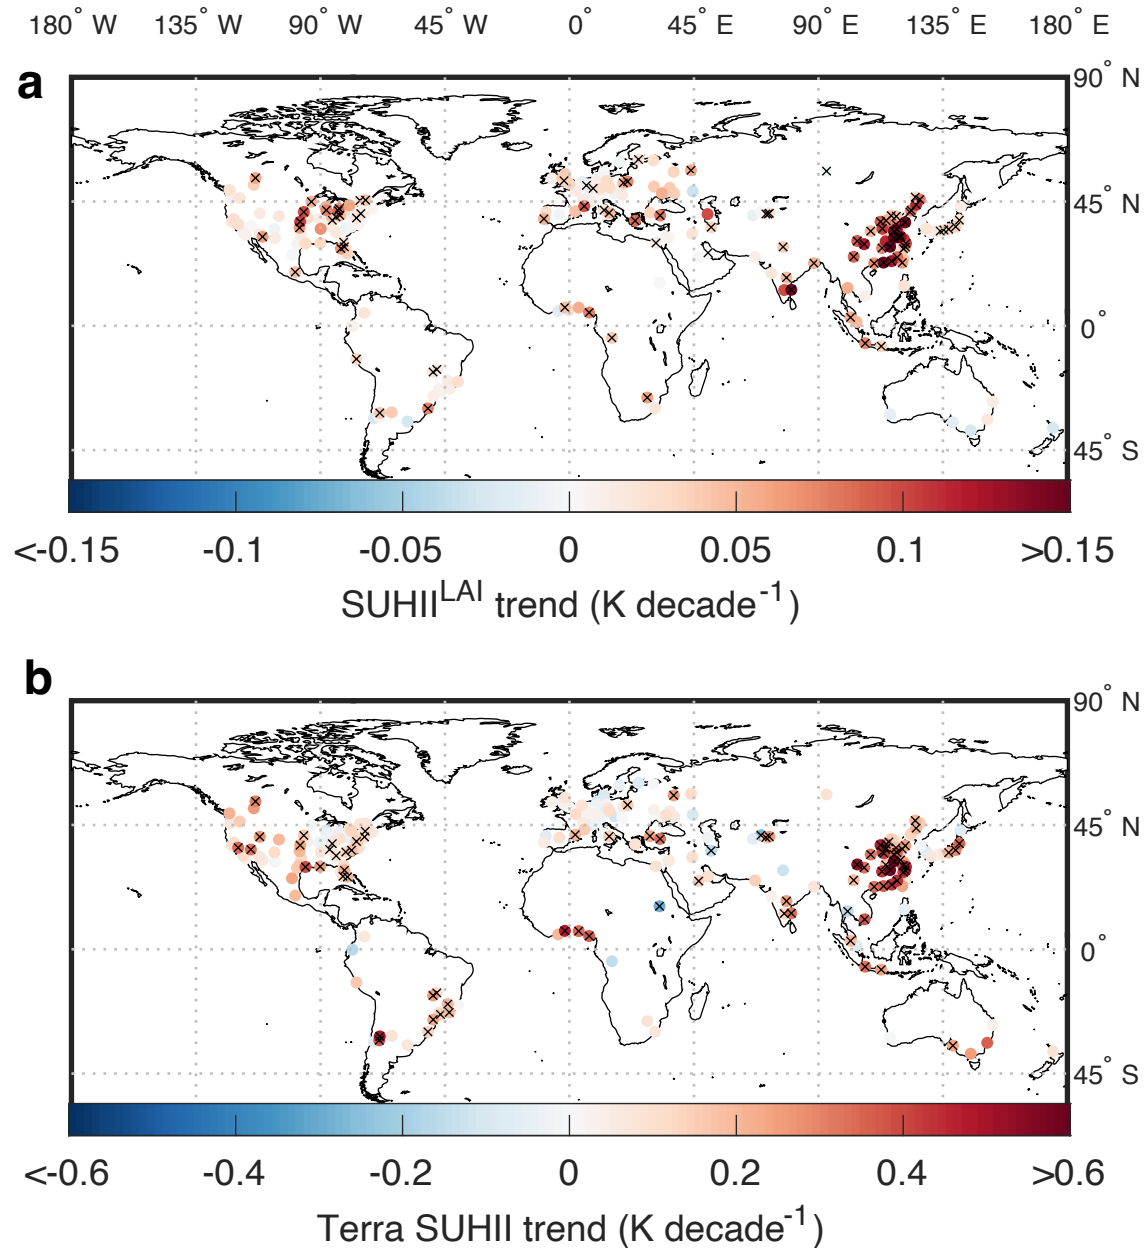 180° W 135° W 90° W 45° W 0° 45° E 90° E 135° E 180° E
a
90° N
45° N
0°
45° S
<-0.15 -0.1 -0.05 0 0.05 0.1 >0.15
SUHII^LAI trend (K decade^-1)
b
90° N
45° N
0°
45° S
<-0.6 -0.4 -0.2 0 0.2 0.4 >0.6
Terra SUHII trend (K decade^-1)